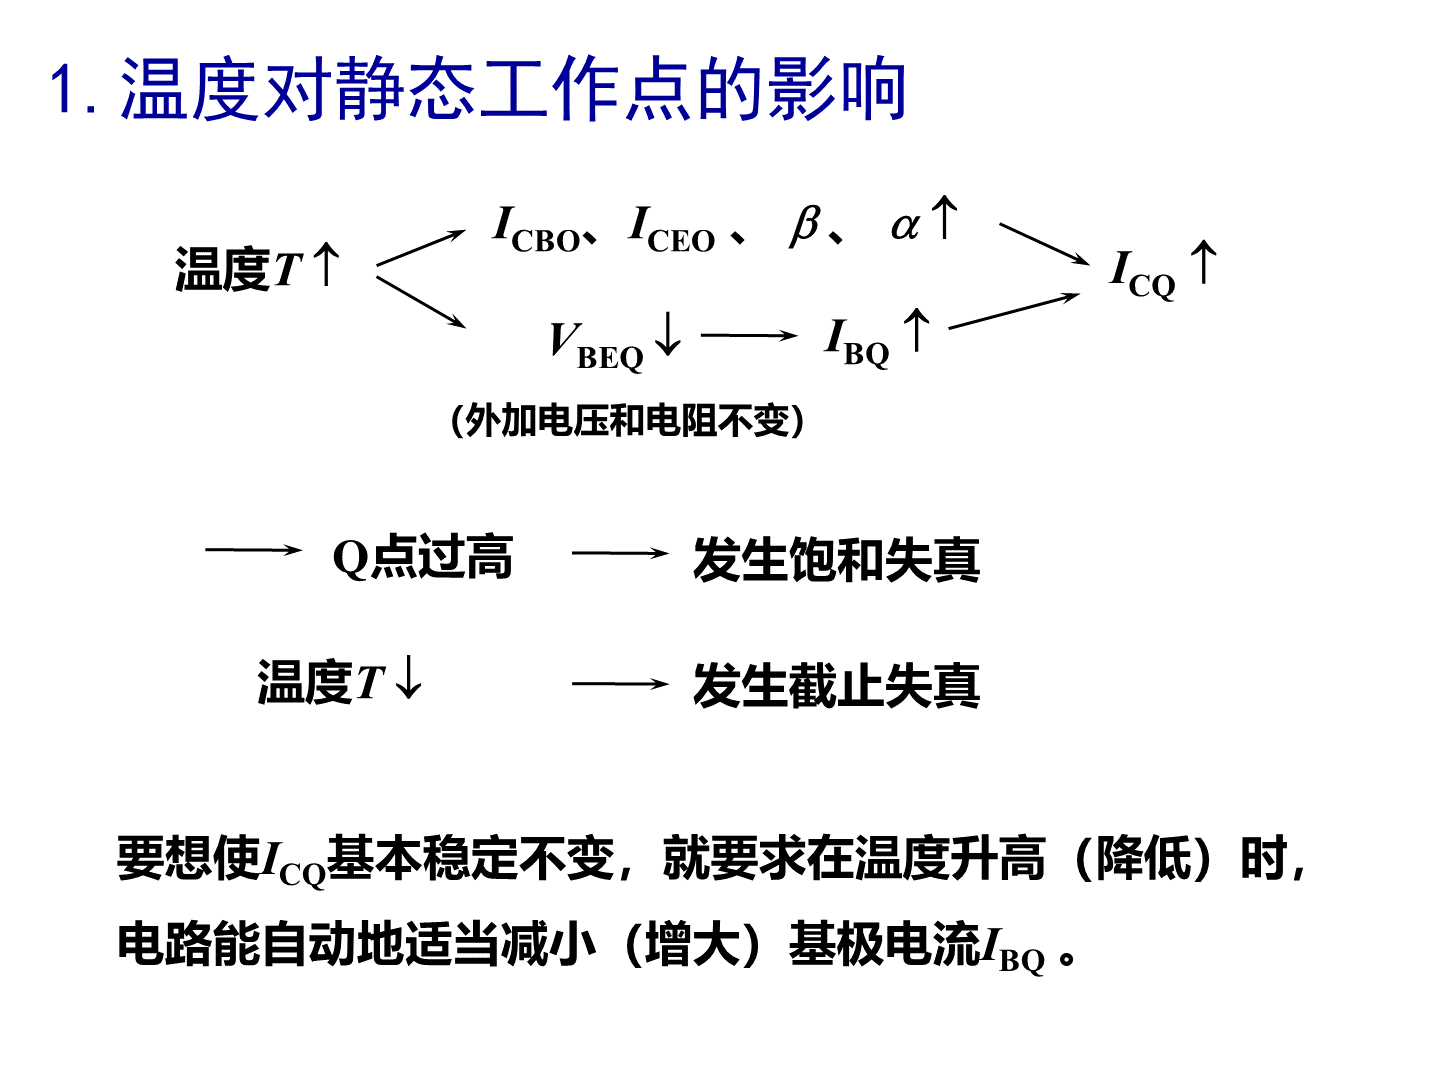 1.温度对静态工作点的影响
I_CBO、I_CEO 、 β 、 α↑
温度T↑
I_CQ↑
V_BEQ↓ → I_BQ↑
（外加电压和电阻不变）
→ Q点过高 → 发生饱和失真
温度T↓ → 发生截止失真
要想使I_CQ基本稳定不变，就要求在温度升高（降低）时，
电路能自动地适当减小（增大）基极电流I_BQ 。